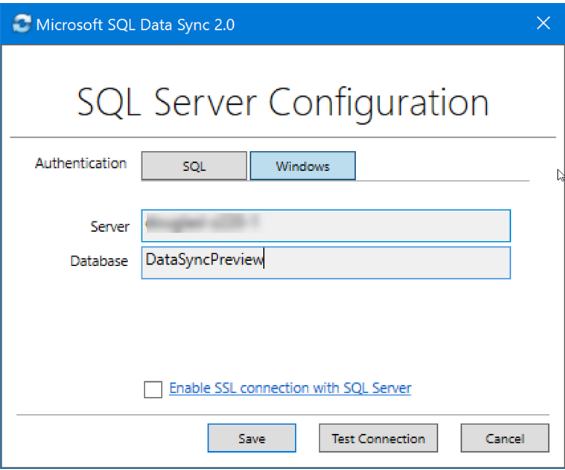 Microsoft SQL Data Sync 2.0
SQL Server Configuration
Authentication SQL Windows
Server
Database DataSyncPreview
Enable SSL connection with SQL Server
Save Test Connection Cancel